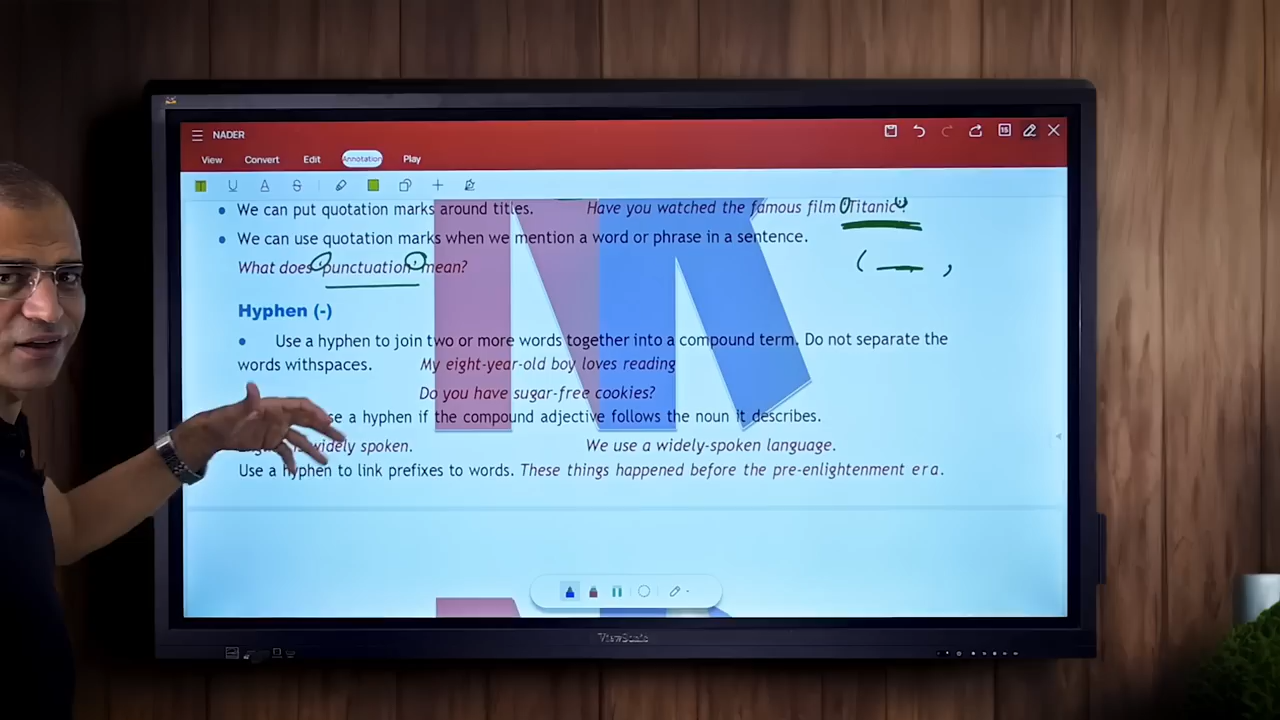 NADER
View Convert Edit Annotation Play
We can put quotation marks around titles. Have you watched the famous film 'Titanic'?
We can use quotation marks when we mention a word or phrase in a sentence.
What does 'punctuation' mean?
Hyphen (-)
Use a hyphen to join two or more words together into a compound term. Do not separate the
words withspaces. My eight-year-old boy loves reading
Do you have sugar-free cookies?
a hyphen if the compound adjective follows the noun it describes.
widely spoken. We use a widely-spoken language.
Use a hyphen to link prefixes to words. These things happened before the pre-enlightenment era.
ViewSonic